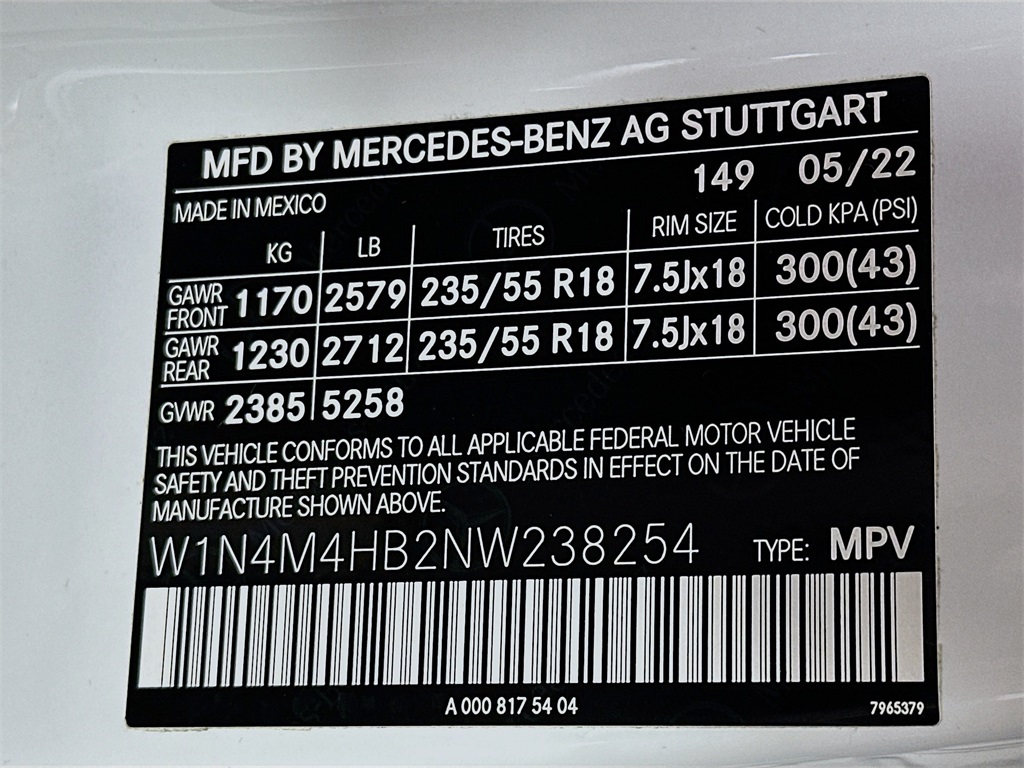 MFD BY MERCEDES-BENZ AG STUTTGART
MADE IN MEXICO 149 05/22
KG LB TIRES RIM SIZE COLD KPA (PSI)
GAWR FRONT 1170 2579 235/55 R18 7.5Jx18 300(43)
GAWR REAR 1230 2712 235/55 R18 7.5Jx18 300(43)
GVWR 2385 5258
THIS VEHICLE CONFORMS TO ALL APPLICABLE FEDERAL MOTOR VEHICLE
SAFETY AND THEFT PREVENTION STANDARDS IN EFFECT ON THE DATE OF
MANUFACTURE SHOWN ABOVE.
W1N4M4HB2NW238254 TYPE: MPV
A 000 817 54 04 7965379